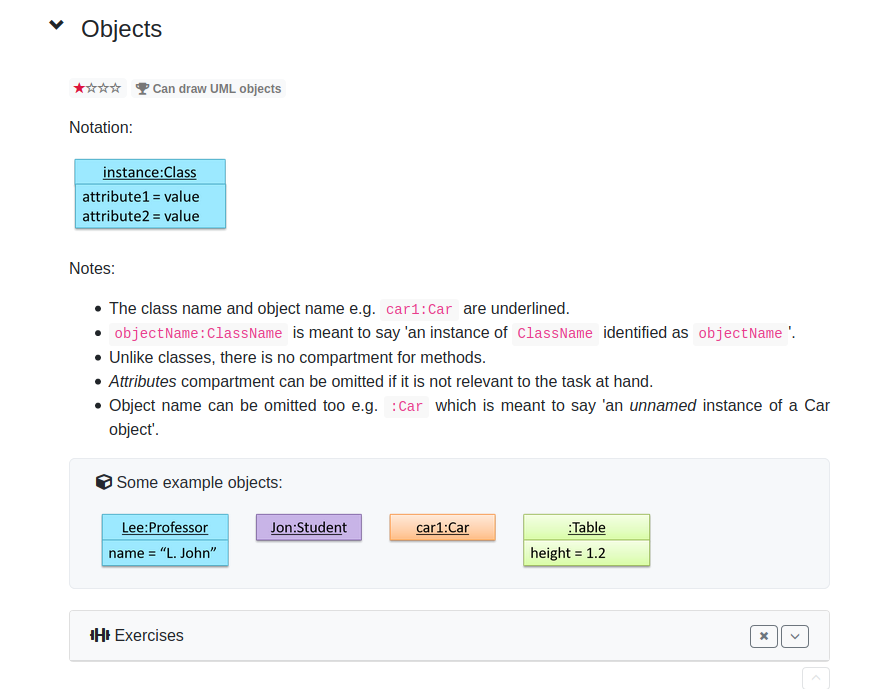 Objects
Can draw UML objects
Notation:
instance:Class
attribute1 = value
attribute2 = value
Notes:
The class name and object name e.g. car1:Car are underlined.
objectName:ClassName is meant to say 'an instance of ClassName identified as objectName '.
Unlike classes, there is no compartment for methods.
Attributes compartment can be omitted if it is not relevant to the task at hand.
Object name can be omitted too e.g. :Car which is meant to say 'an unnamed instance of a Car
object'.
Some example objects:
Lee:Professor
name = “L. John”
Jon:Student
car1:Car
:Table
height = 1.2
Exercises